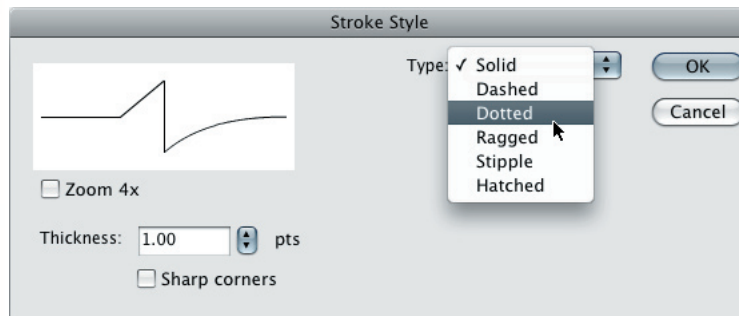 Stroke Style
Type: ✓ Solid
Dashed
Dotted
Ragged
Stipple
Hatched
OK
Cancel
Zoom 4x
Thickness: 1.00 pts
Sharp corners